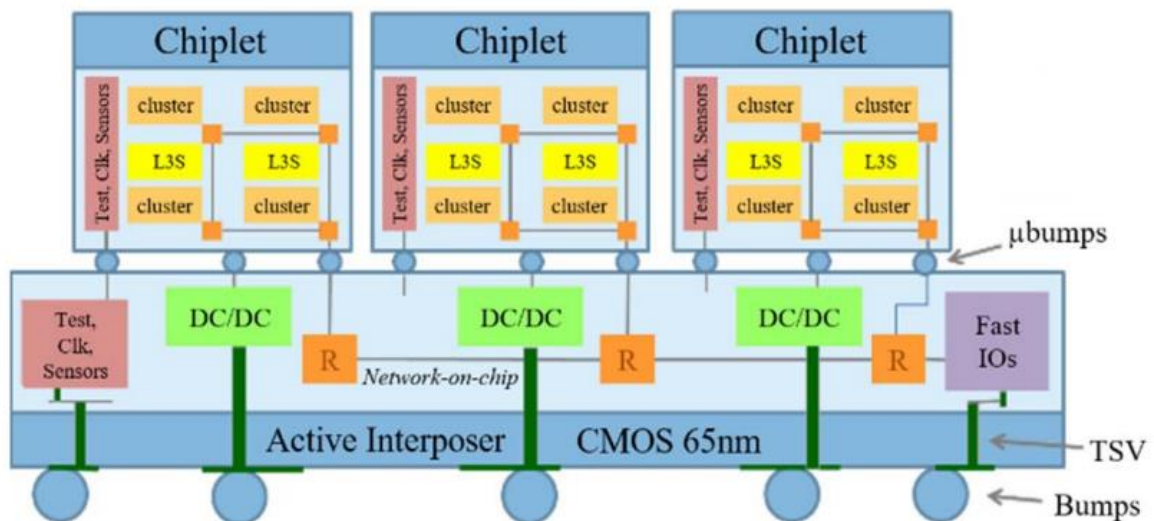 Chiplet
Chiplet
Chiplet
Test, Clk, Sensors
cluster
cluster
L3S
L3S
cluster
cluster
Test, Clk, Sensors
cluster
cluster
L3S
L3S
cluster
cluster
Test, Clk, Sensors
cluster
cluster
L3S
L3S
cluster
cluster
μbumps
Test,
Clk,
Sensors
DC/DC
R
DC/DC
R
DC/DC
R
Fast
IOs
Network-on-chip
Active Interposer
CMOS 65nm
TSV
Bumps